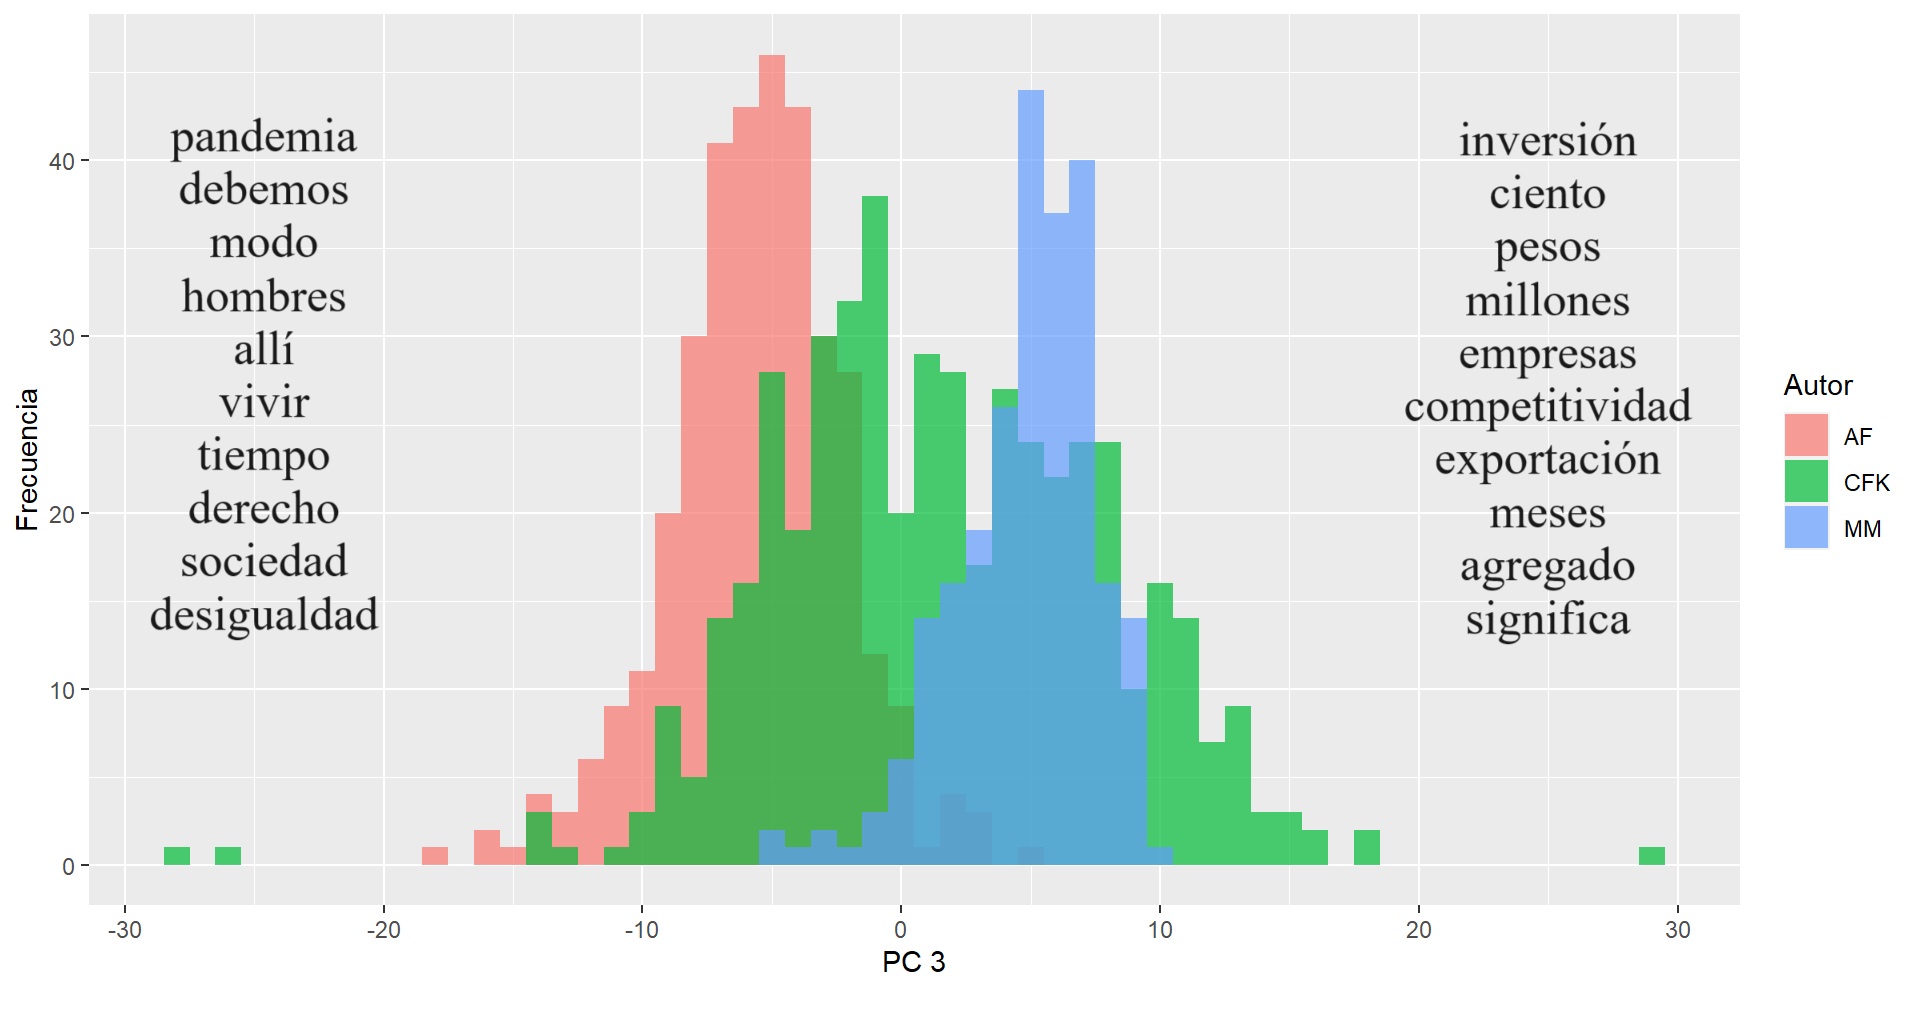 pandemia
debemos
modo
hombres
allí
vivir
tiempo
derecho
sociedad
desigualdad
inversión
ciento
pesos
millones
empresas
competitividad
exportación
meses
agregado
significa
Frecuencia
40
30
20
10
0
-30
-20
-10
0
10
20
30
PC 3
Autor
AF
CFK
MM